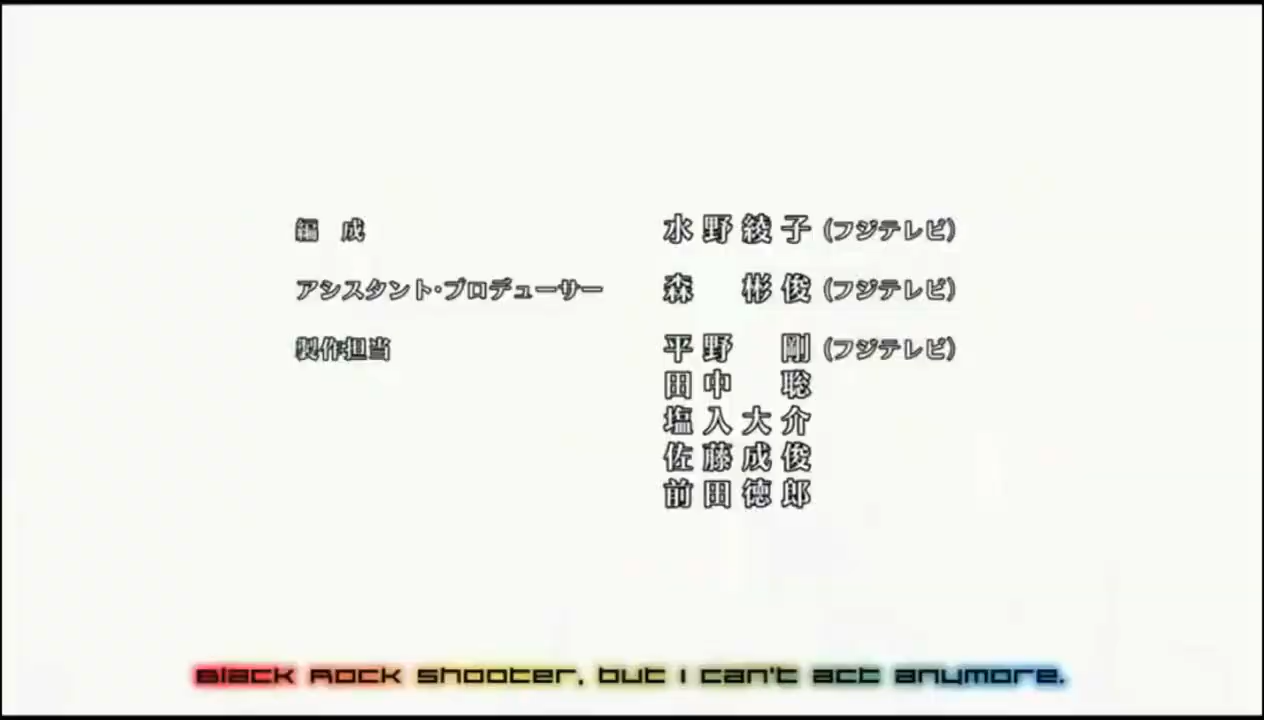 編 成 水野綾子(フジテレビ)
アシスタント・プロデューサー 森 彬俊(フジテレビ)
製作担当 平野 剛(フジテレビ)
田中 聡
塩入大介
佐藤成俊
前田徳郎
Black Rock Shooter, but I can't act anymore.